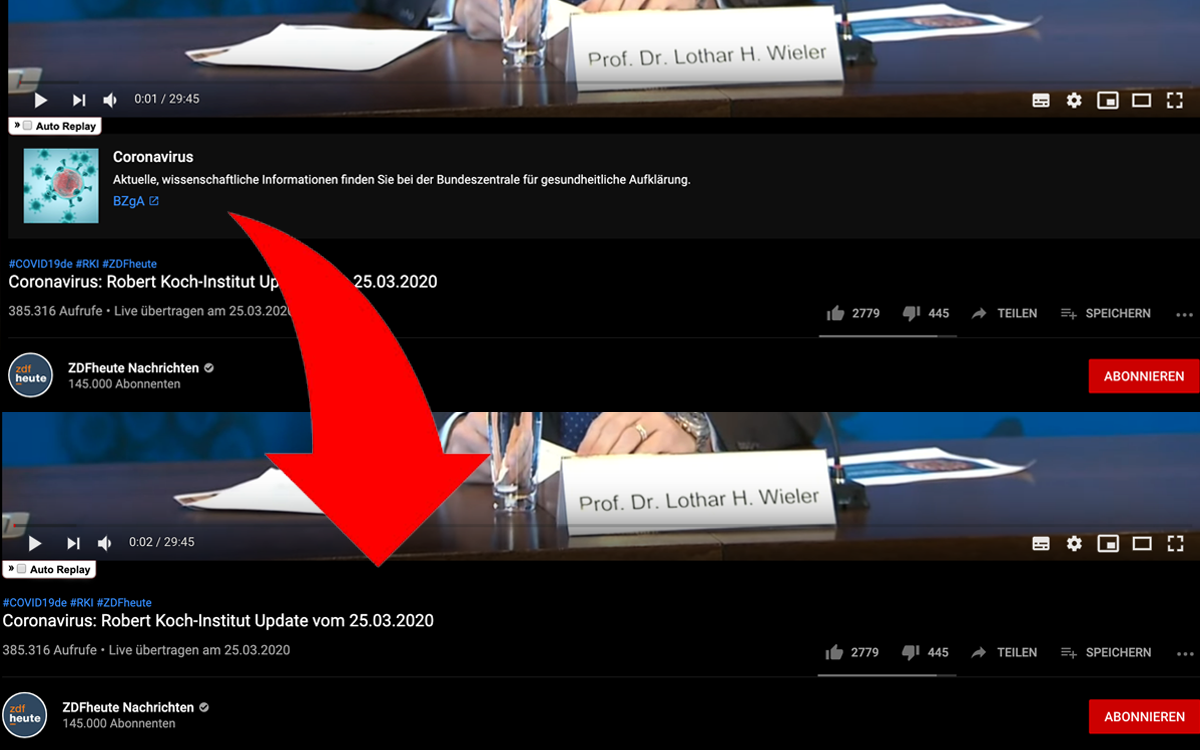 Prof. Dr. Lothar H. Wieler
0:01 / 29:45
» Auto Replay
Coronavirus
Aktuelle, wissenschaftliche Informationen finden Sie bei der Bundeszentrale für gesundheitliche Aufklärung.
BZgA
#COVID19de #RKI #ZDFheute
Coronavirus: Robert Koch-Institut Up 25.03.2020
385.316 Aufrufe • Live übertragen am 25.03.2020
2779 445 TEILEN SPEICHERN
zdf
heute
ZDFheute Nachrichten
145.000 Abonnenten
ABONNIEREN
Prof. Dr. Lothar H. Wieler
0:02 / 29:45
» Auto Replay
#COVID19de #RKI #ZDFheute
Coronavirus: Robert Koch-Institut Update vom 25.03.2020
385.316 Aufrufe • Live übertragen am 25.03.2020
2779 445 TEILEN SPEICHERN
zdf
heute
ZDFheute Nachrichten
145.000 Abonnenten
ABONNIEREN